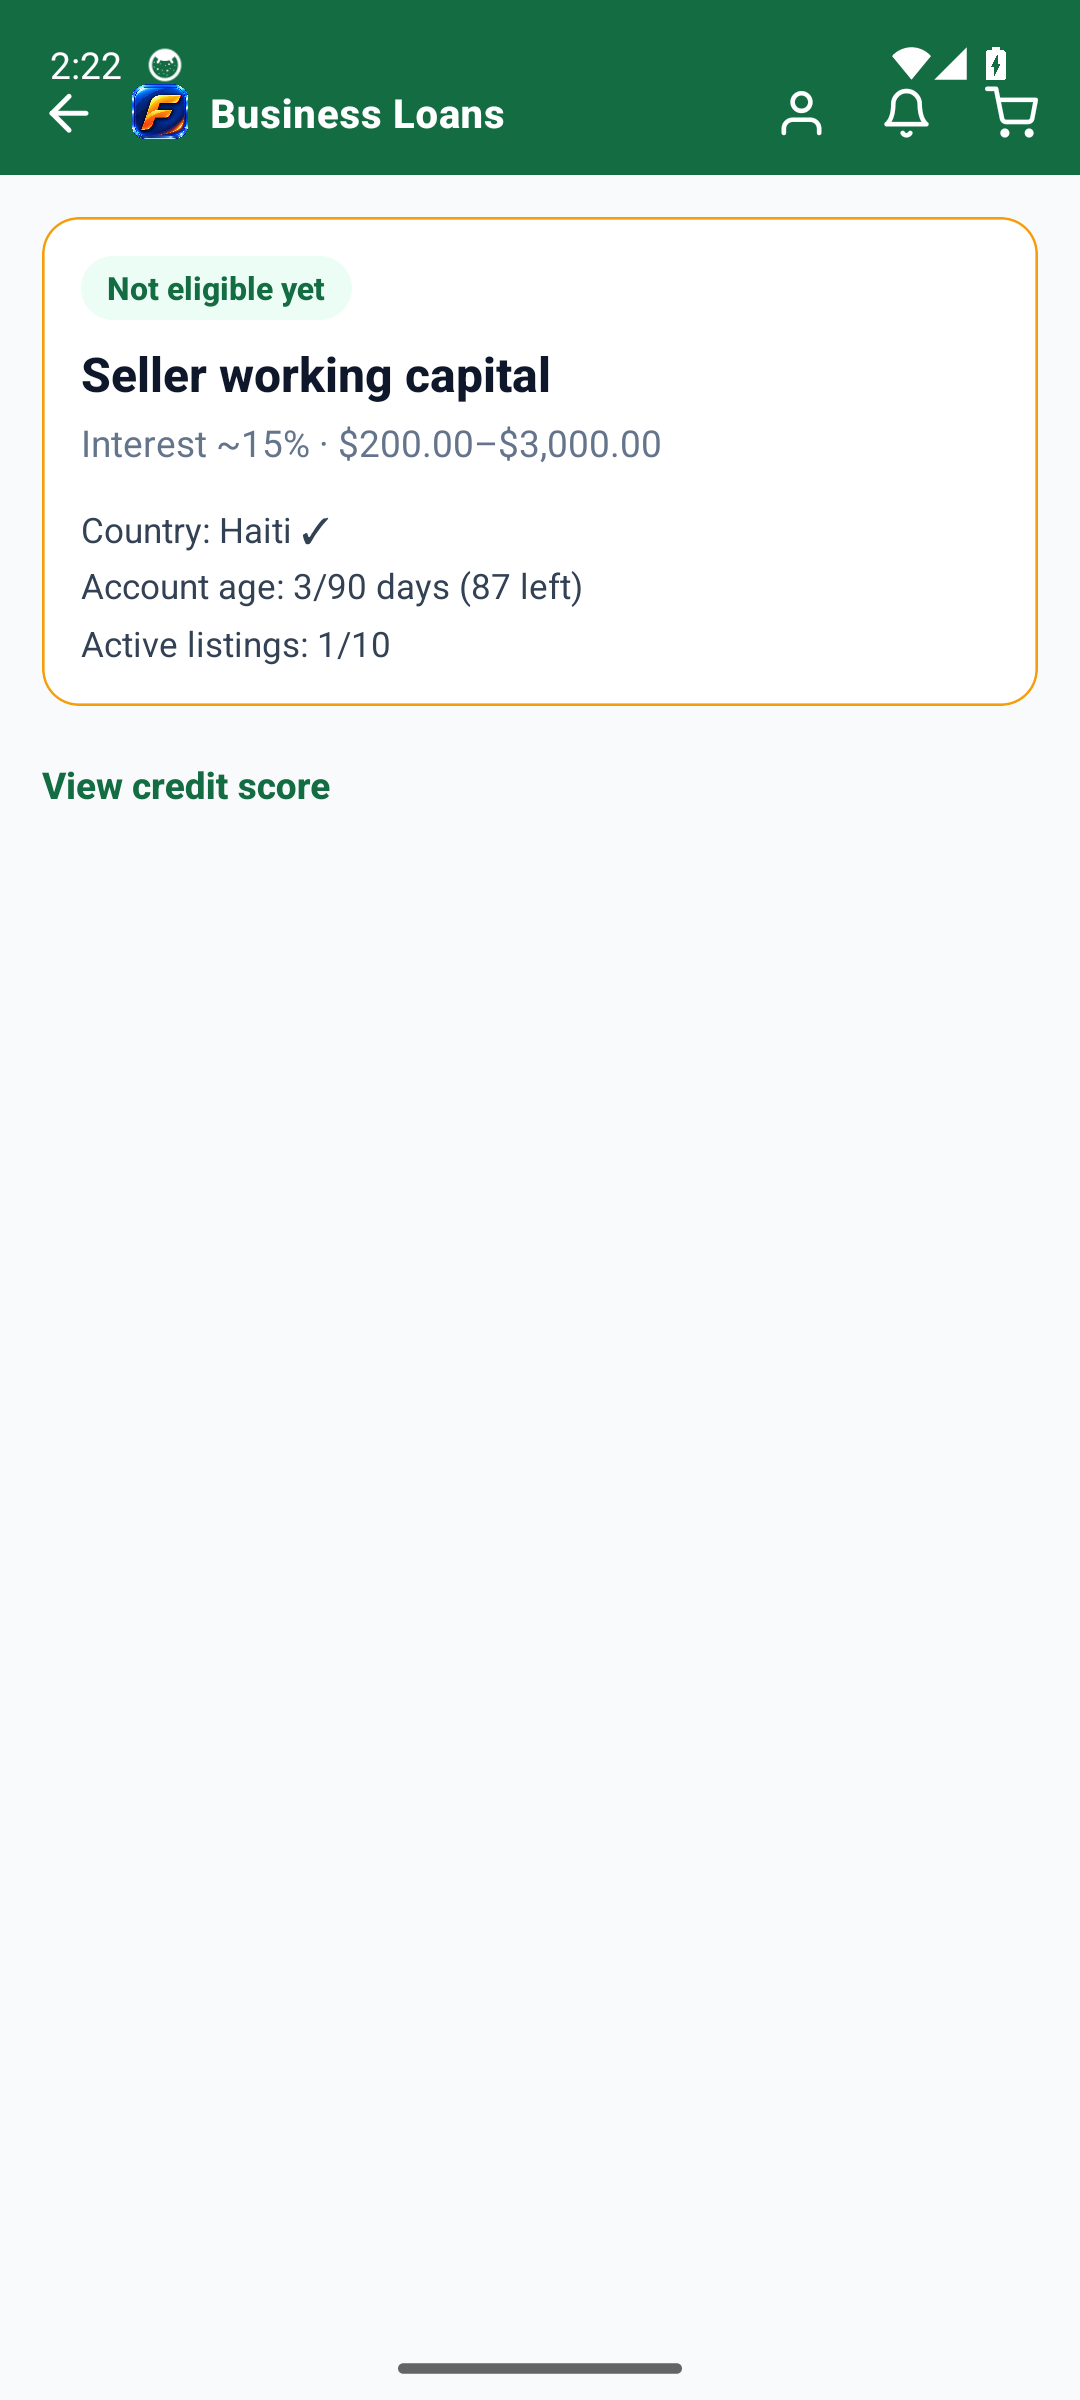 2:22
Business Loans
Not eligible yet
Seller working capital
Interest ~15% · $200.00–$3,000.00
Country: Haiti ✓
Account age: 3/90 days (87 left)
Active listings: 1/10
View credit score